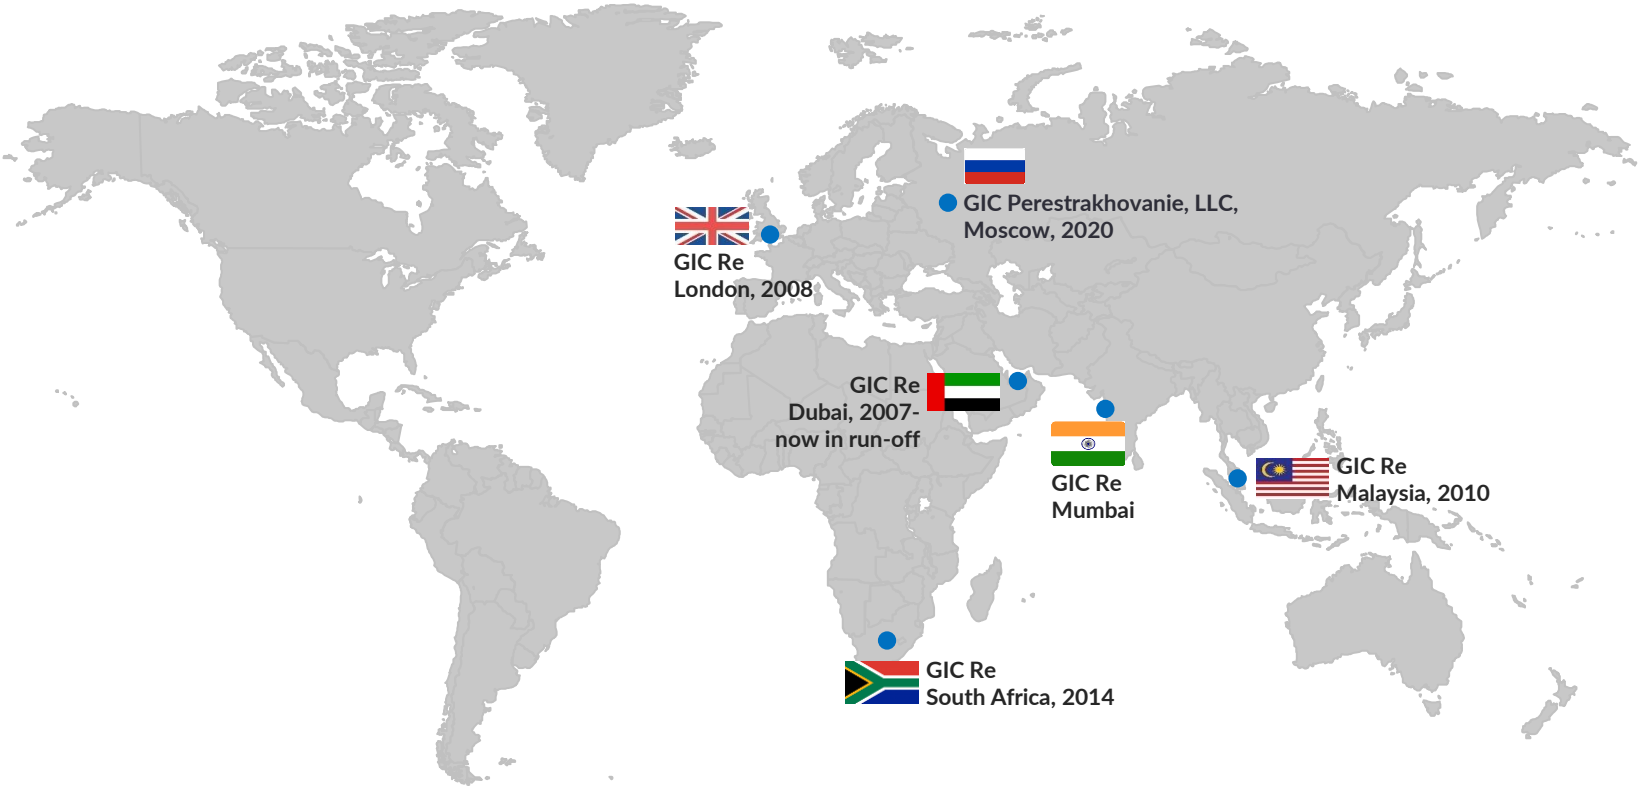 GIC Perestrakhovanie, LLC,
Moscow, 2020
GIC Re
London, 2008
GIC Re
Dubai, 2007-
now in run-off
GIC Re
Mumbai
GIC Re
Malaysia, 2010
GIC Re
South Africa, 2014